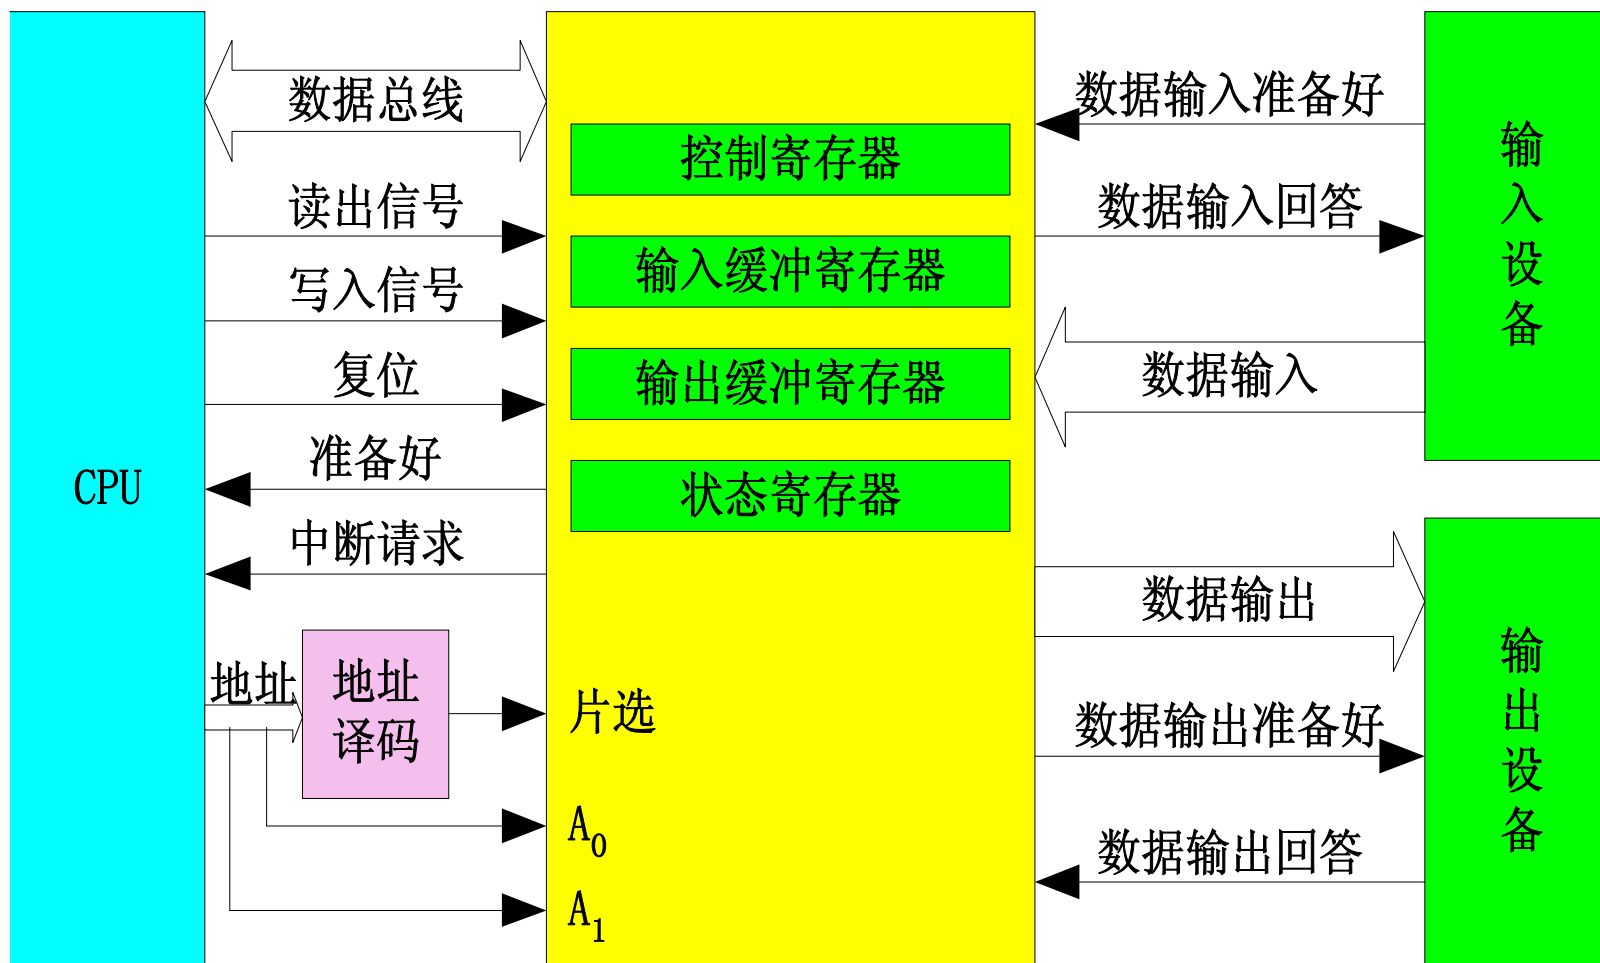 CPU
数据总线
读出信号
写入信号
复位
准备好
中断请求
地址
地址
译码
控制寄存器
输入缓冲寄存器
输出缓冲寄存器
状态寄存器
片选
A₀
A₁
数据输入准备好
数据输入回答
数据输入
数据输出
数据输出准备好
数据输出回答
输入设备
输出设备